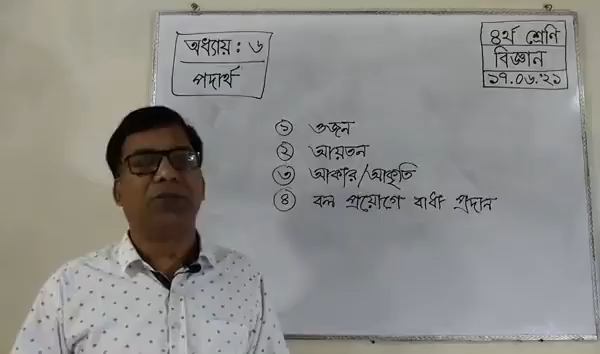 অধ্যায় : ৬
পদার্থ
৪র্থ শ্রেণি
বিজ্ঞান
১৭.০৬.২১
১ ওজন
২ আয়তন
৩ আকার/আকৃতি
৪ বল প্রয়োগে বাধা প্রদান